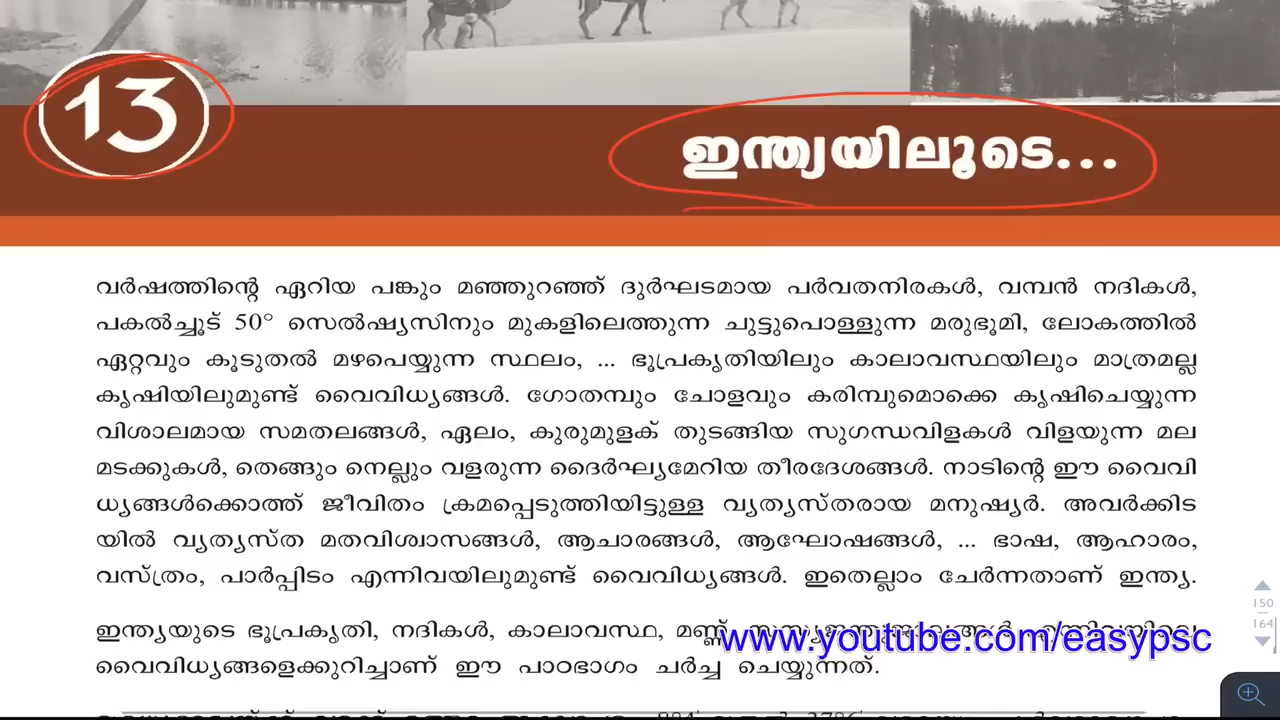 13
ഇന്ത്യയിലൂടെ...
വർഷത്തിന്റെ ഏറിയ പങ്കും മഞ്ഞുറഞ്ഞ് ദുർഘടമായ പർവതനിരകൾ, വമ്പൻ നദികൾ,
പകൽച്ചൂട് 50° സെൽഷ്യസിനും മുകളിലെത്തുന്ന ചുട്ടുപൊള്ളുന്ന മരുഭൂമി, ലോകത്തിൽ
ഏറ്റവും കൂടുതൽ മഴപെയ്യുന്ന സ്ഥലം, ... ഭൂപ്രകൃതിയിലും കാലാവസ്ഥയിലും മാത്രമല്ല
കൃഷിയിലുമുണ്ട് വൈവിധ്യങ്ങൾ. ഗോതമ്പും ചോളവും കരിമ്പുമൊക്കെ കൃഷിചെയ്യുന്ന
വിശാലമായ സമതലങ്ങൾ, ഏലം, കുരുമുളക് തുടങ്ങിയ സുഗന്ധവിളകൾ വിളയുന്ന മല
മടക്കുകൾ, തെങ്ങും നെല്ലും വളരുന്ന ദൈർഘ്യമേറിയ തീരദേശങ്ങൾ. നാടിന്റെ ഈ വൈവി
ധ്യങ്ങൾക്കൊത്ത് ജീവിതം ക്രമപ്പെടുത്തിയിട്ടുള്ള വ്യത്യസ്തരായ മനുഷ്യർ. അവർക്കിട
യിൽ വ്യത്യസ്ത മതവിശ്വാസങ്ങൾ, ആചാരങ്ങൾ, ആഘോഷങ്ങൾ, ... ഭാഷ, ആഹാരം,
വസ്ത്രം, പാർപ്പിടം എന്നിവയിലുമുണ്ട് വൈവിധ്യങ്ങൾ. ഇതെല്ലാം ചേർന്നതാണ് ഇന്ത്യ.
ഇന്ത്യയുടെ ഭൂപ്രകൃതി, നദികൾ, കാലാവസ്ഥ, മണ്ണ്
www.youtube.com/easypsc
വൈവിധ്യങ്ങളെക്കുറിച്ചാണ് ഈ പാഠഭാഗം ചർച്ച ചെയ്യുന്നത്.
150
164